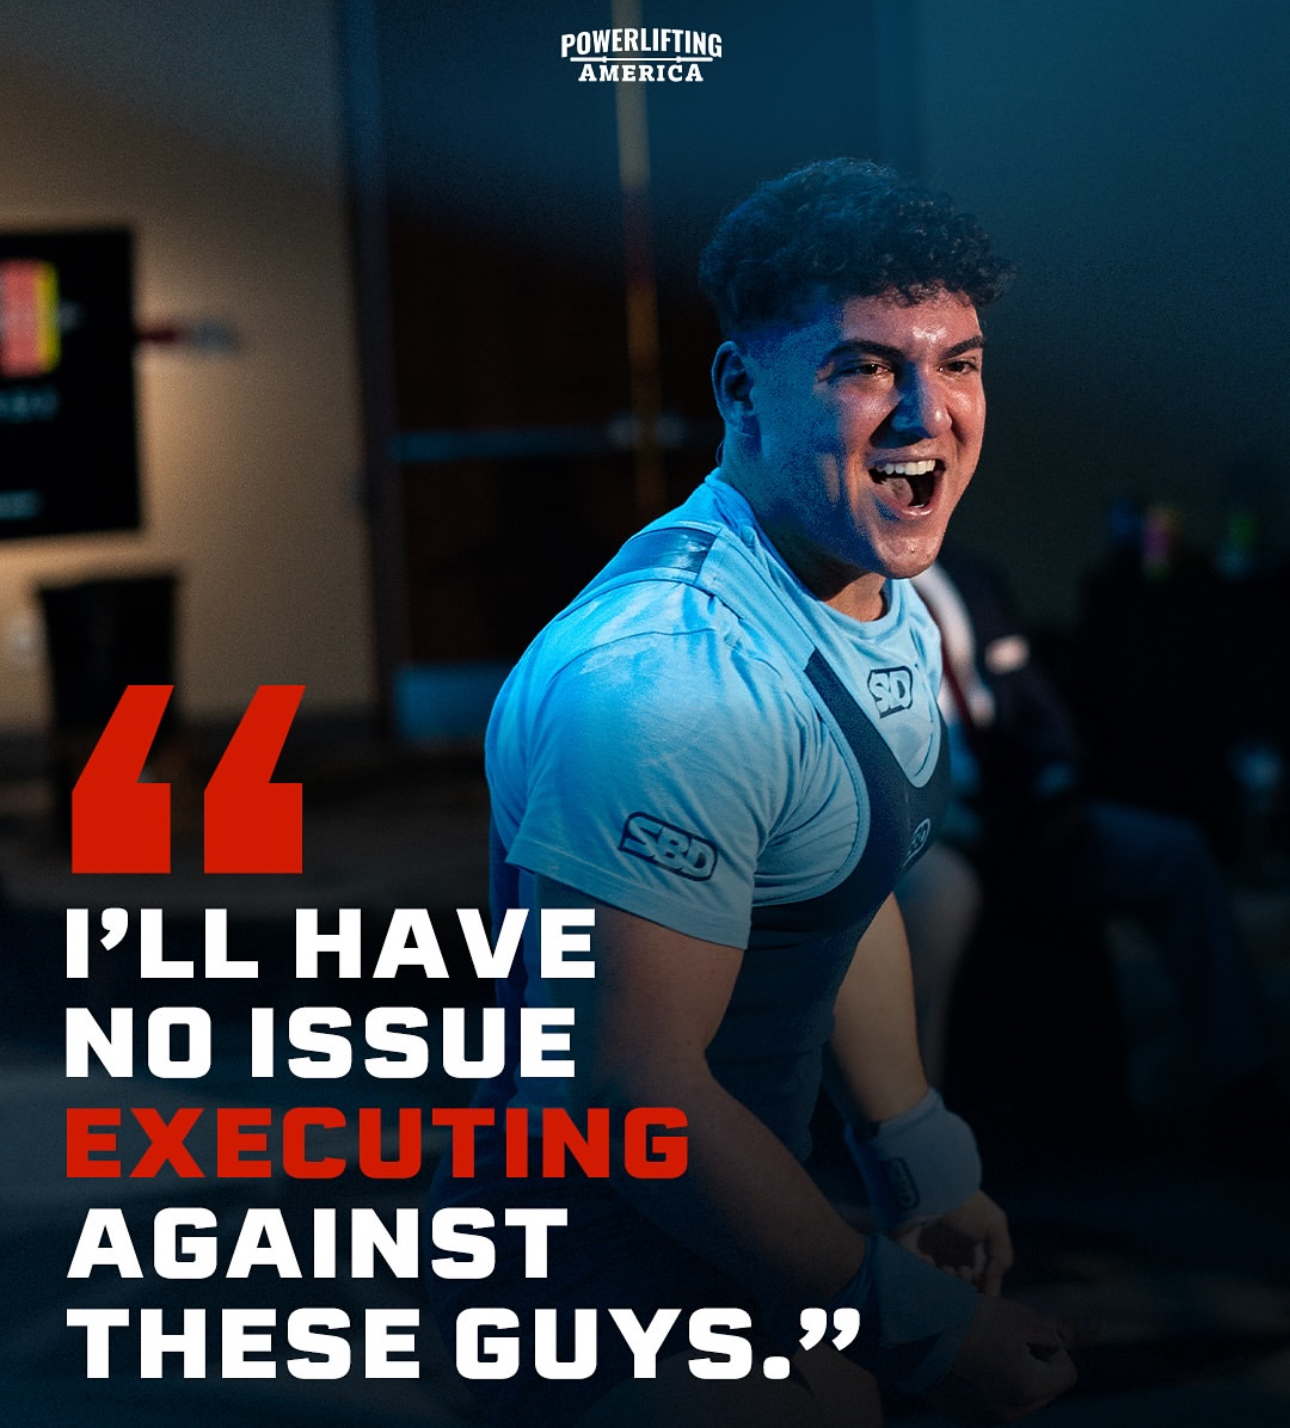 POWERLIFTING
AMERICA
SBD
SBD
“
I’LL HAVE
NO ISSUE
EXECUTING
AGAINST
THESE GUYS.”